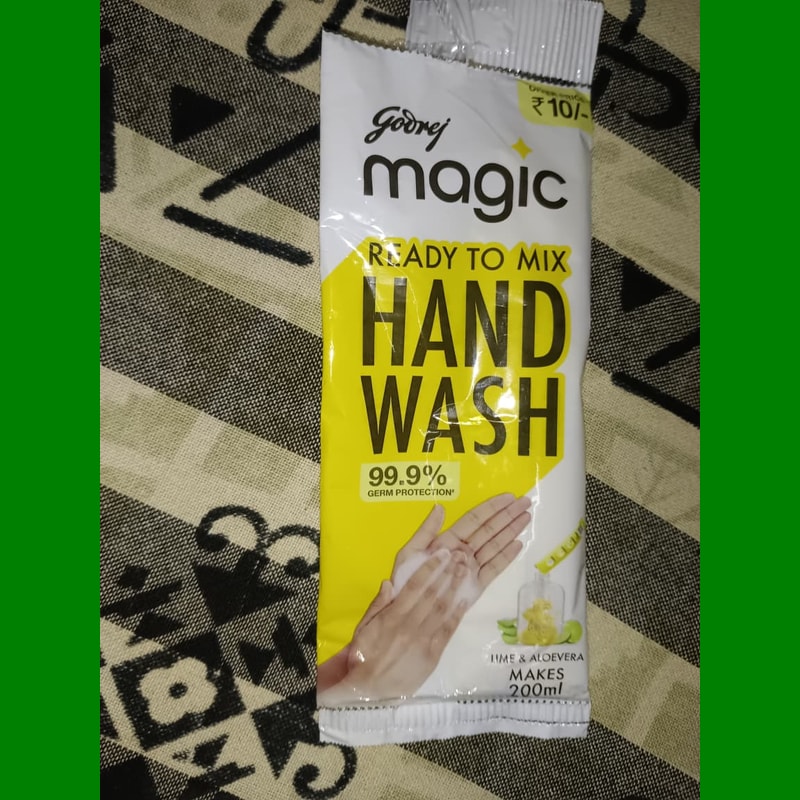 ₹10/-
Godrej
magic
READY TO MIX
HAND
WASH
99.9%
GERM PROTECTION*
LIME & ALOEVERA
MAKES
200ml